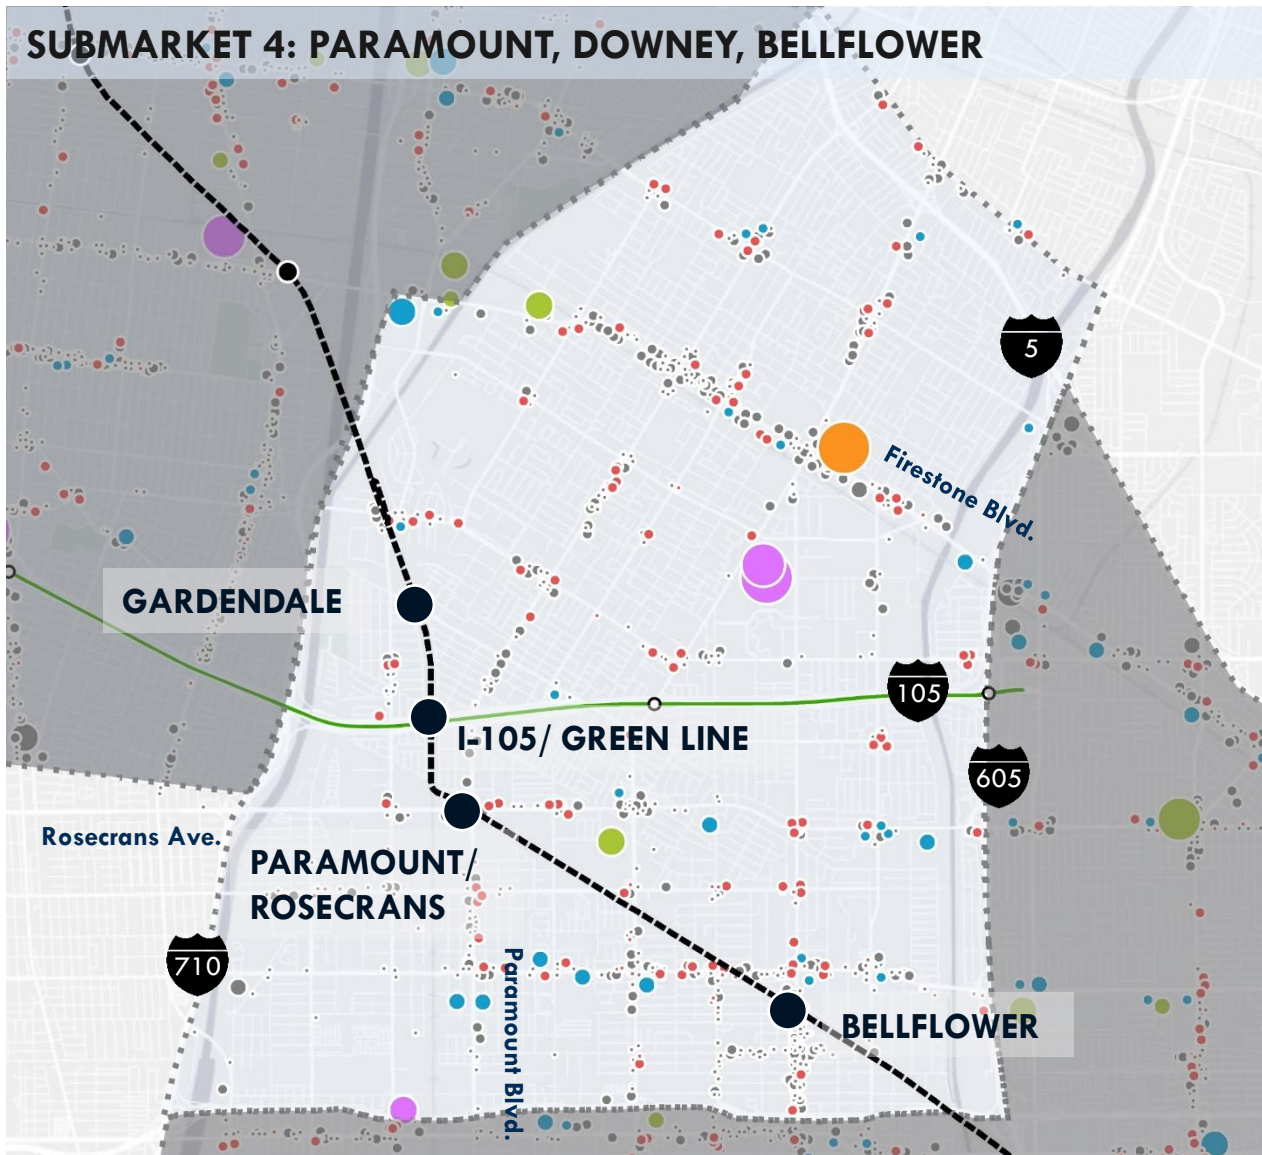 SUBMARKET 4: PARAMOUNT, DOWNEY, BELLFLOWER
5
Firestone Blvd.
GARDENDALE
105
I-105/ GREEN LINE
605
Rosecrans Ave.
PARAMOUNT/
ROSECRANS
710
Paramount Blvd.
BELLFLOWER